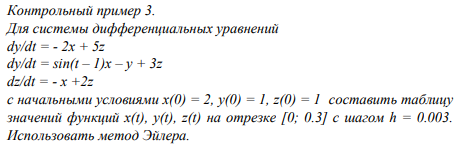 Контрольный пример 3.
Для системы дифференциальных уравнений
dy/dt = - 2x + 5z
dy/dt = sin(t – 1)x – y + 3z
dz/dt = - x +2z
с начальными условиями x(0) = 2, y(0) = 1, z(0) = 1 составить таблицу
значений функций x(t), y(t), z(t) на отрезке [0; 0.3] с шагом h = 0.003.
Использовать метод Эйлера.